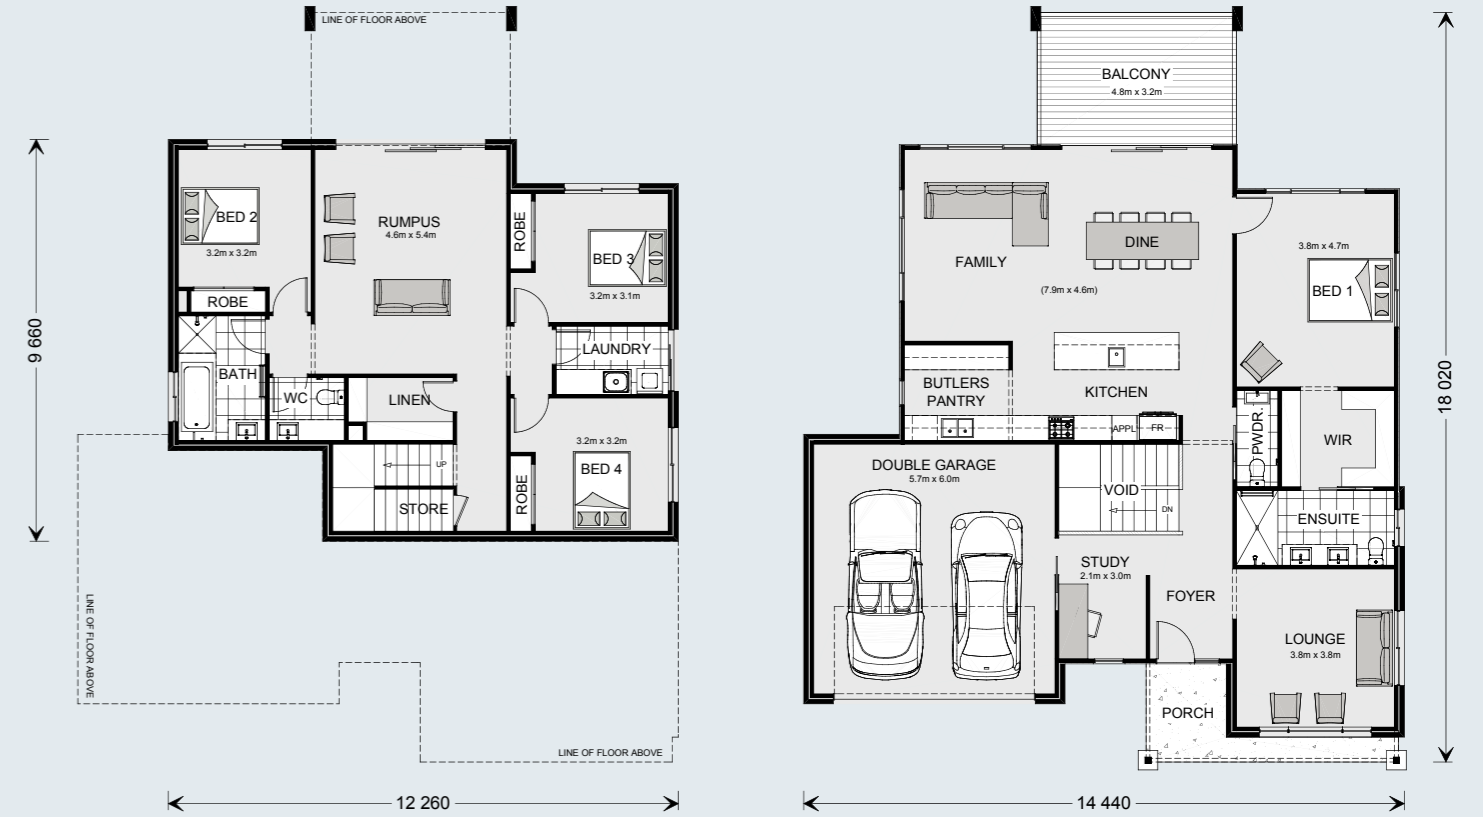 LINE OF FLOOR ABOVE
BED 2
3.2m x 3.2m
ROBE
RUMPUS
4.6m x 5.4m
ROBE
BED 3
3.2m x 3.1m
BATH
WC
LINEN
LAUNDRY
UP
STORE
3.2m x 3.2m
BED 4
ROBE
9 660
LINE OF FLOOR ABOVE
LINE OF FLOOR ABOVE
12 260
BALCONY
4.8m x 3.2m
FAMILY
DINE
(7.9m x 4.6m)
3.8m x 4.7m
BED 1
BUTLERS
PANTRY
KITCHEN
APPL
FR
PWDR.
WIR
DOUBLE GARAGE
5.7m x 6.0m
VOID
DN
ENSUITE
STUDY
2.1m x 3.0m
FOYER
LOUNGE
3.8m x 3.8m
PORCH
18 020
14 440